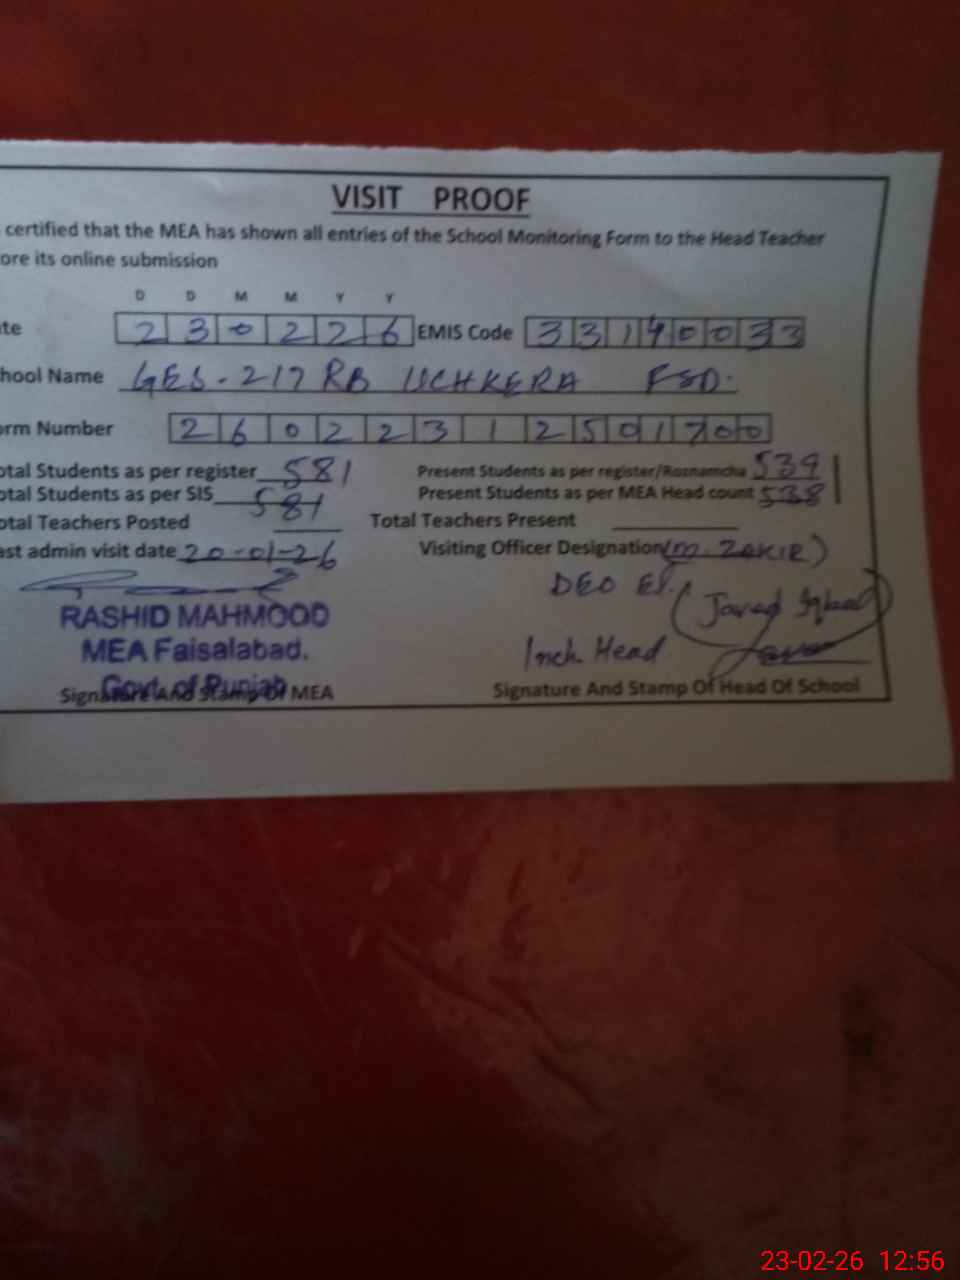 VISIT PROOF
certified that the MEA has shown all entries of the School Monitoring Form to the Head Teacher
ore its online submission
D D M M Y Y
te 2 3 0 2 2 6 EMIS Code 3 3 1 4 0 0 3 3
hool Name GES-217 RB UCHKERA FSD.
orm Number 2 6 0 2 2 3 1 2 5 0 1 7 0 0
otal Students as per register 581 Present Students as per register/Roznamcha 539
otal Students as per SIS 581 Present Students as per MEA Head count 538
otal Teachers Posted Total Teachers Present
ast admin visit date 20-01-26 Visiting Officer Designation (M. ZAKIR)
DEO
(Javed Iqbal)
RASHID MAHMOOD
MEA Faisalabad. Inch. Head
Govt. of Punjab
Signature And Stamp Of MEA Signature And Stamp Of Head Of School
23-02-26 12:56